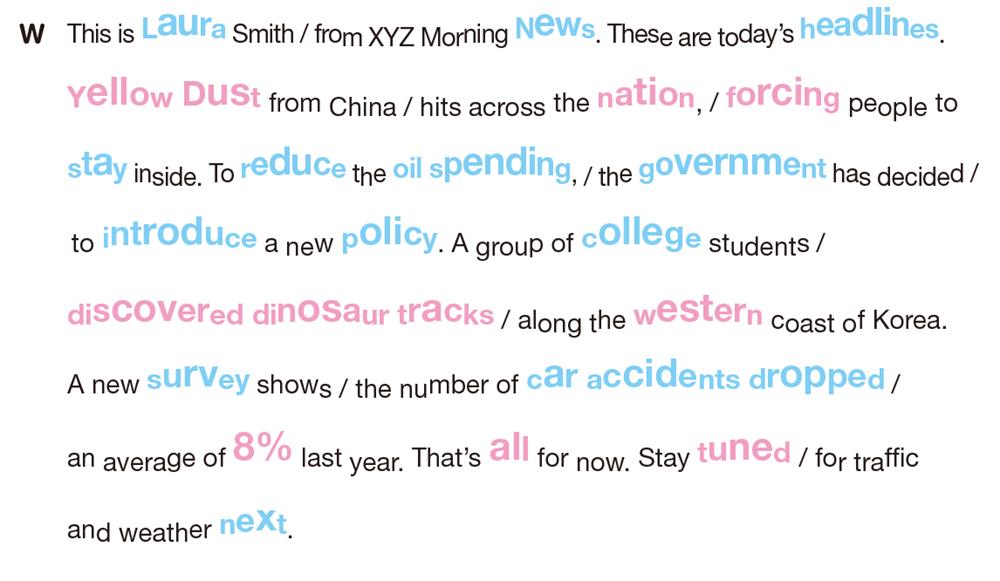 W This is Laura Smith / from XYZ Morning News. These are today's headlines.
Yellow Dust from China / hits across the nation, / forcing people to
stay inside. To reduce the oil spending, / the government has decided /
to introduce a new policy. A group of college students /
discovered dinosaur tracks / along the western coast of Korea.
A new survey shows / the number of car accidents dropped /
an average of 8% last year. That's all for now. Stay tuned / for traffic
and weather next.